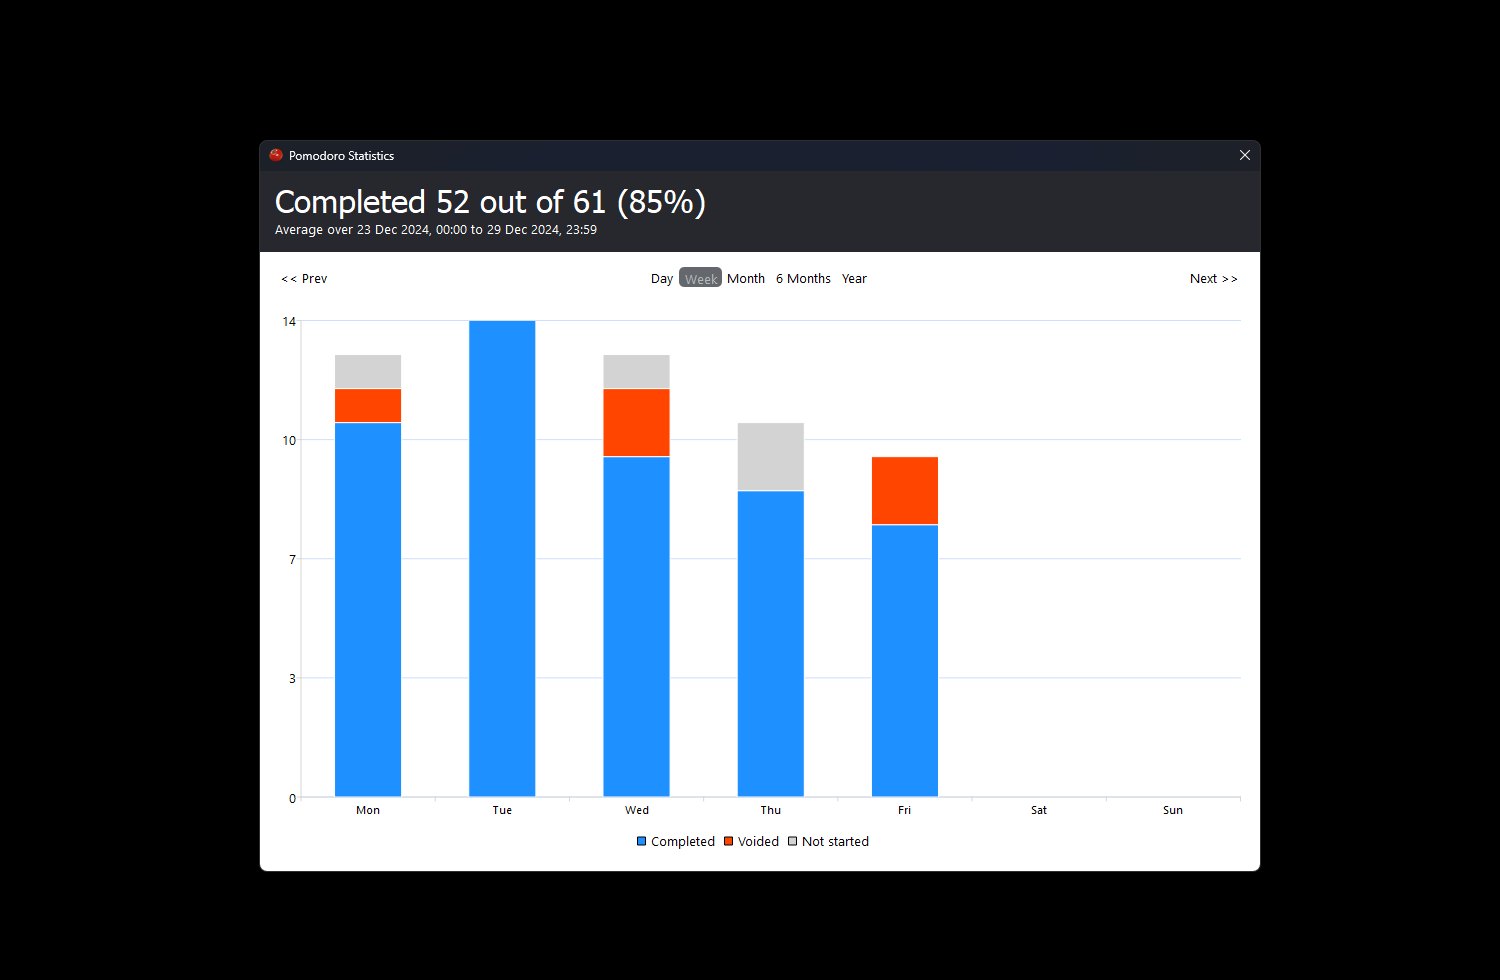 Pomodoro Statistics
Completed 52 out of 61 (85%)
Average over 23 Dec 2024, 00:00 to 29 Dec 2024, 23:59
<< Prev Day Week Month 6 Months Year Next >>
14
10
7
3
0
Mon Tue Wed Thu Fri Sat Sun
Completed Voided Not started